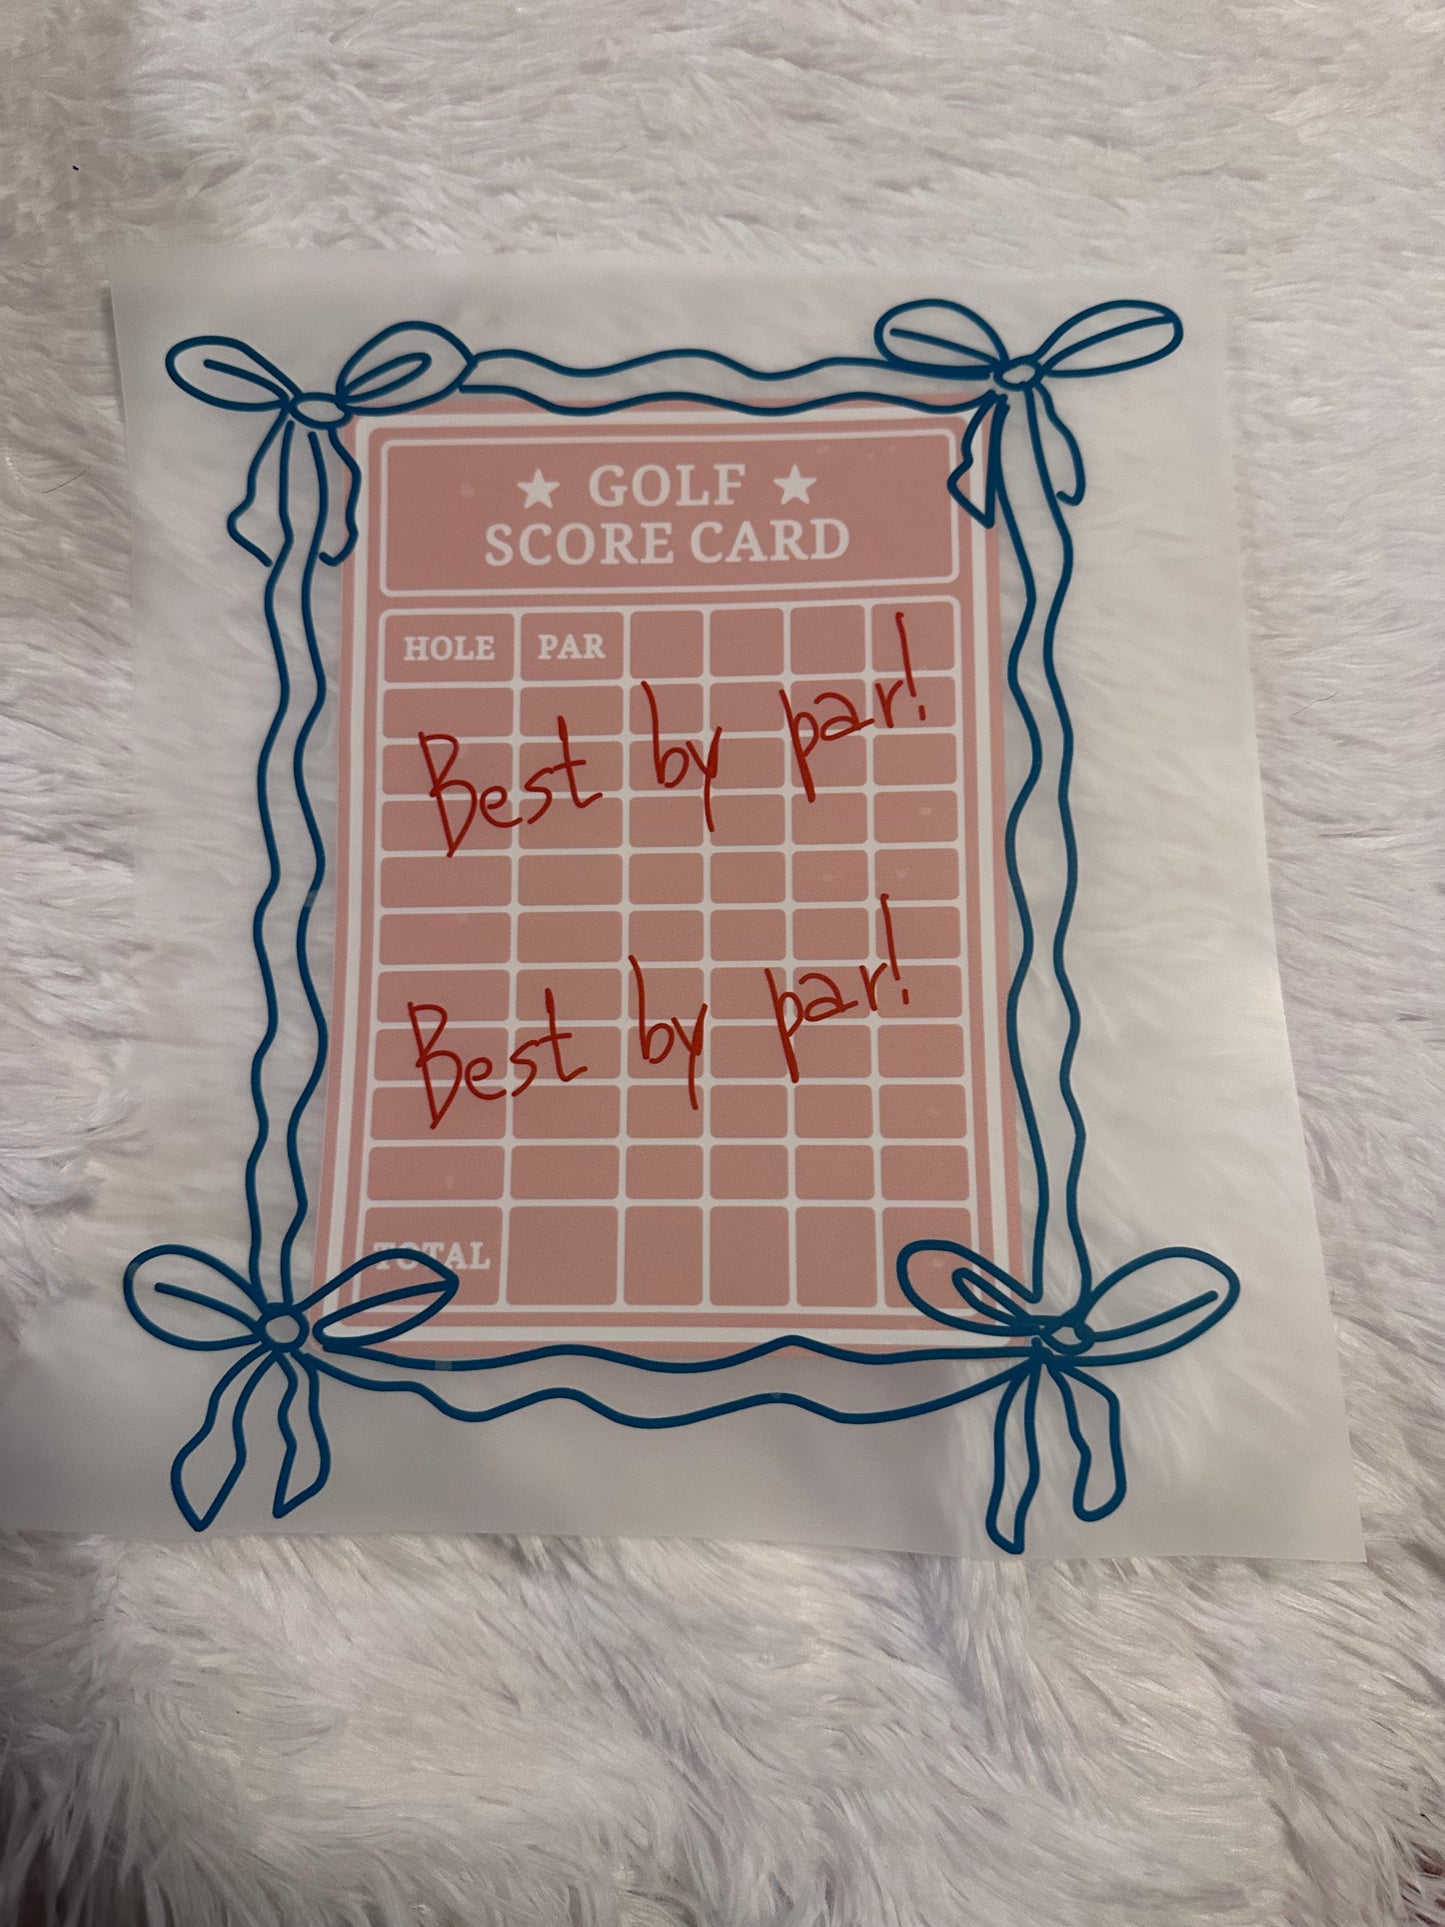 ★ GOLF ★
SCORE CARD
HOLE PAR
Best by par!
Best by par!
TOTAL